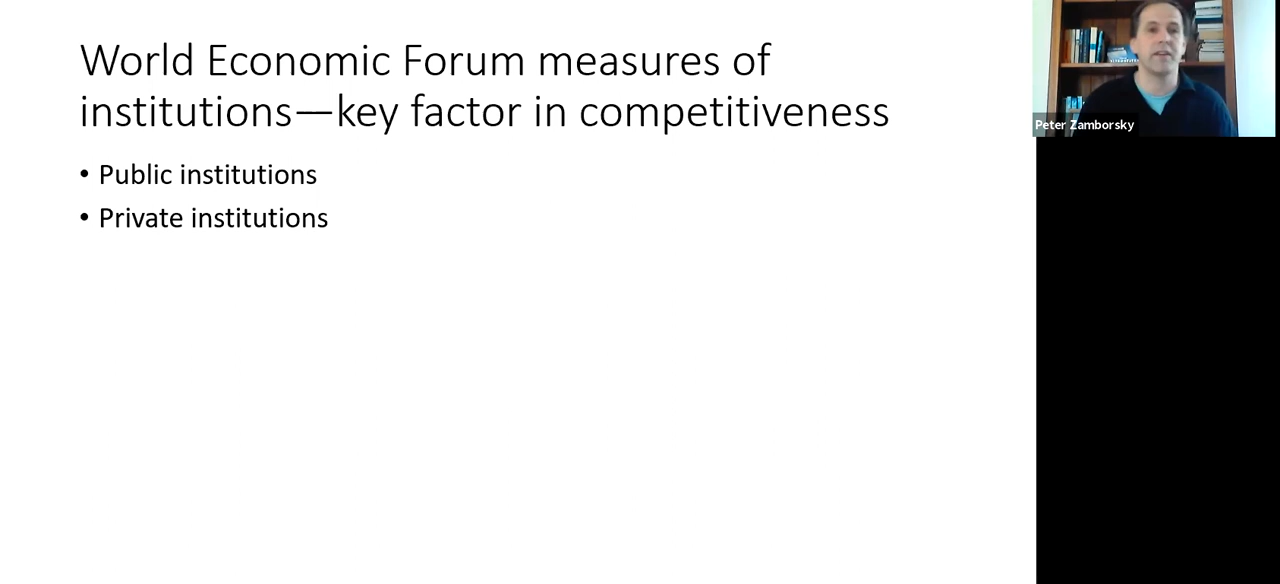 World Economic Forum measures of
institutions—key factor in competitiveness
• Public institutions
• Private institutions
Peter Zamborsky